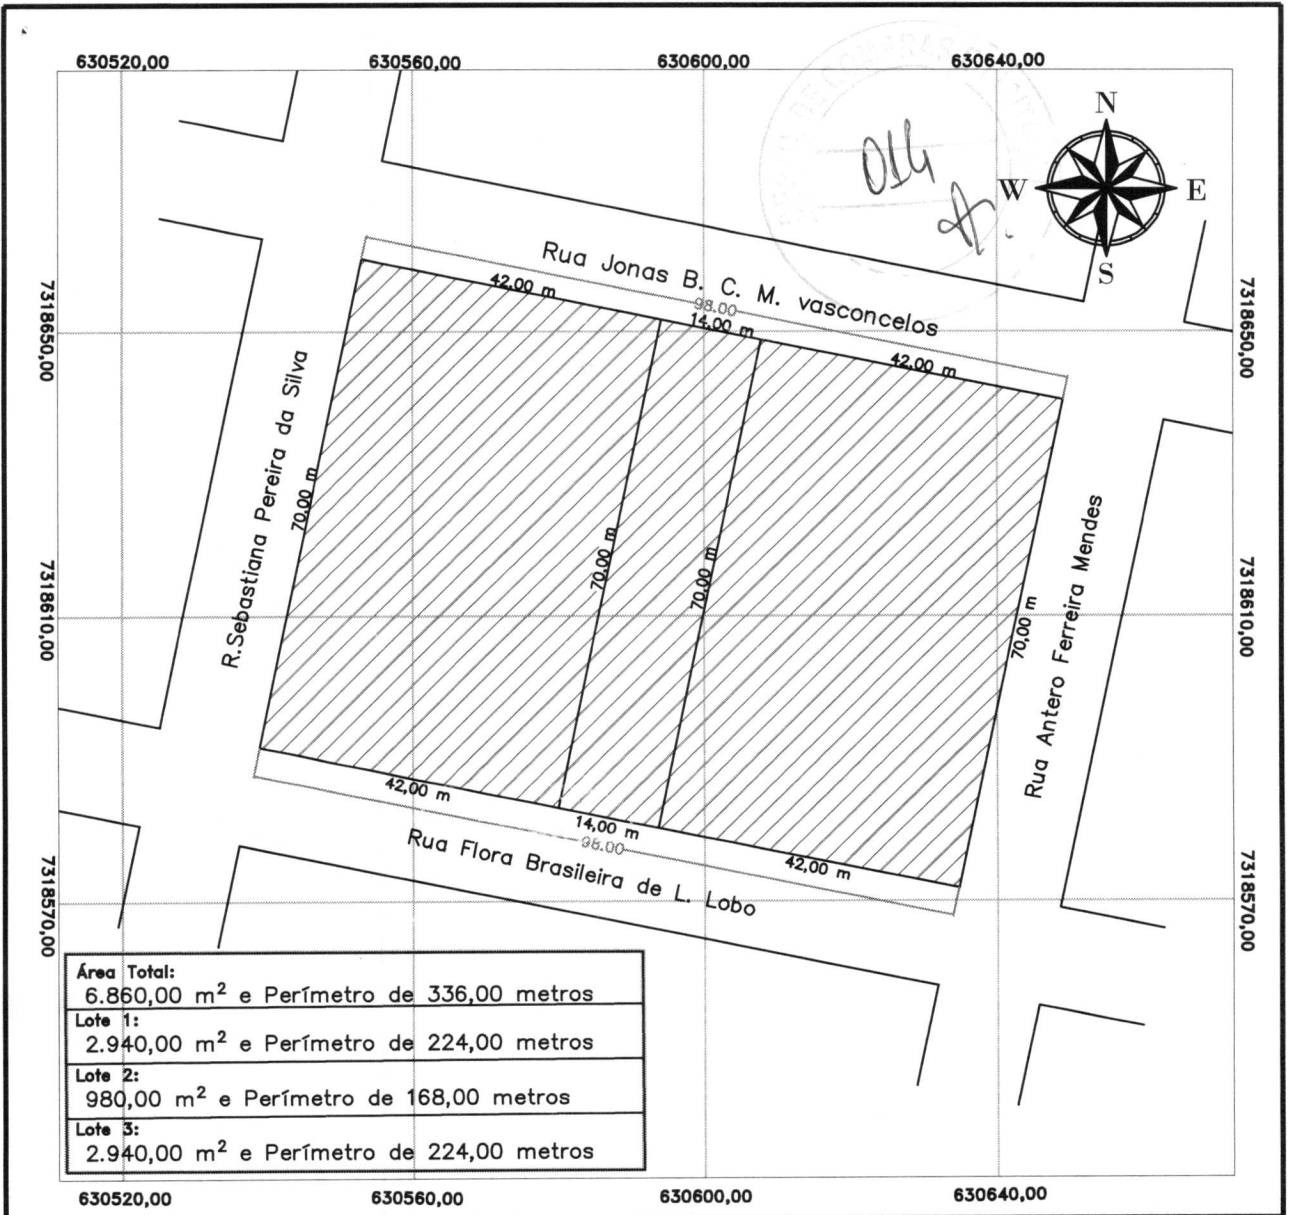 630520,00 630560,00 630600,00 630640,00
N
W E
S
014
Rua Jonas B. C. M. vasconcelos
42,00 m
98.00
14,00 m
42,00 m
7318650,00
7318650,00
R.Sebastiana Pereira da Silva
70,00 m
70,00 m
70,00 m
70,00 m
Rua Antero Ferreira Mendes
7318610,00
7318610,00
42,00 m
14,00 m
98.00
42,00 m
Rua Flora Brasileira de L. Lobo
7318570,00
7318570,00
Área Total:
6.860,00 m² e Perímetro de 336,00 metros
Lote 1:
2.940,00 m² e Perímetro de 224,00 metros
Lote 2:
980,00 m² e Perímetro de 168,00 metros
Lote 3:
2.940,00 m² e Perímetro de 224,00 metros
630520,00 630560,00 630600,00 630640,00